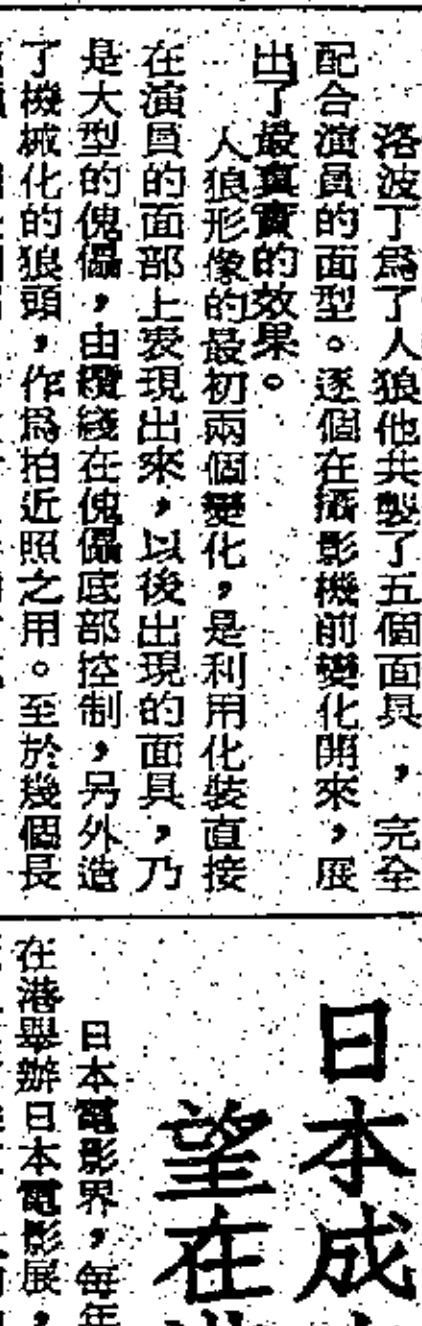 洛波丁爲了人狼他共製了五個面具，完全
配合演員的面型。逐個在攝影機前變化開來，展
出了最真實的效果。
人狼形像的最初兩個變化，是利用化裝直接
在演員的面部上表現出來，以後出現的面具，乃
是大型的傀儡，由纜綫在傀儡底部控制，另外造
了機械化的狼頭，作爲拍近照之用。至於幾個長
日本成
望在
日本電影界，每年
在港舉辦日本電影展，